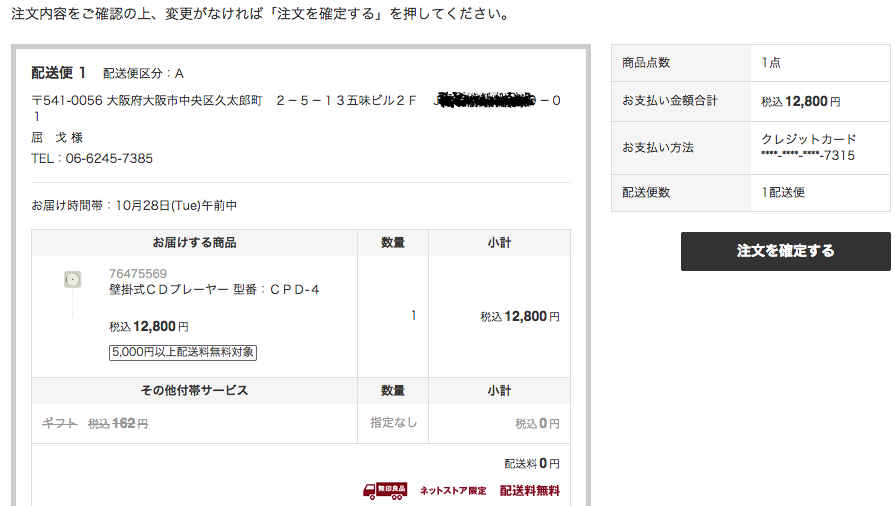 注文内容をご確認の上、変更がなければ「注文を確定する」を押してください。
配送便 1　配送便区分：A
〒541-0056 大阪府大阪市中央区久太郎町　２－５－１３五味ビル２Ｆ
－０
１
屈　戈 様
TEL：06-6245-7385
お届け時間帯：10月28日(Tue)午前中
お届けする商品 数量 小計
76475569
壁掛式ＣＤプレーヤー 型番：ＣＰＤ-４
税込 12,800 円
5,000円以上配送料無料対象
1
税込 12,800 円
その他付帯サービス 数量 小計
ギフト 税込 162 円 指定なし 税込 0 円
配送料 0 円
無印良品 ネットストア限定 配送料無料
商品点数 1点
お支払い金額合計 税込 12,800 円
お支払い方法 クレジットカード
****-****-****-7315
配送便数 1配送便
注文を確定する